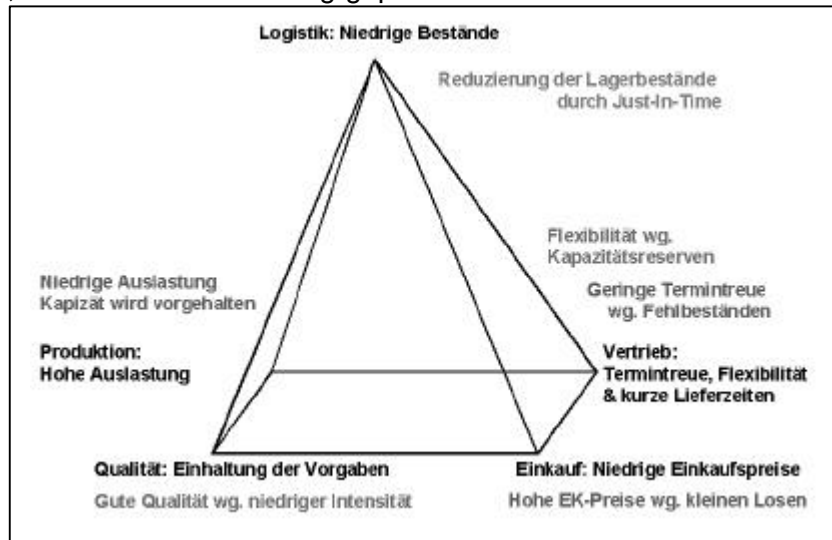 Logistik: Niedrige Bestände
Reduzierung der Lagerbestände
durch Just-In-Time
Flexibilität wg.
Kapazitätsreserven
Niedrige Auslastung
Kapizät wird vorgehalten
Geringe Termintreue
wg. Fehlbeständen
Produktion:
Hohe Auslastung
Vertrieb:
Termintreue, Flexibilität
& kurze Lieferzeiten
Qualität: Einhaltung der Vorgaben
Einkauf: Niedrige Einkaufspreise
Gute Qualität wg. niedriger Intensität
Hohe EK-Preise wg. kleinen Losen